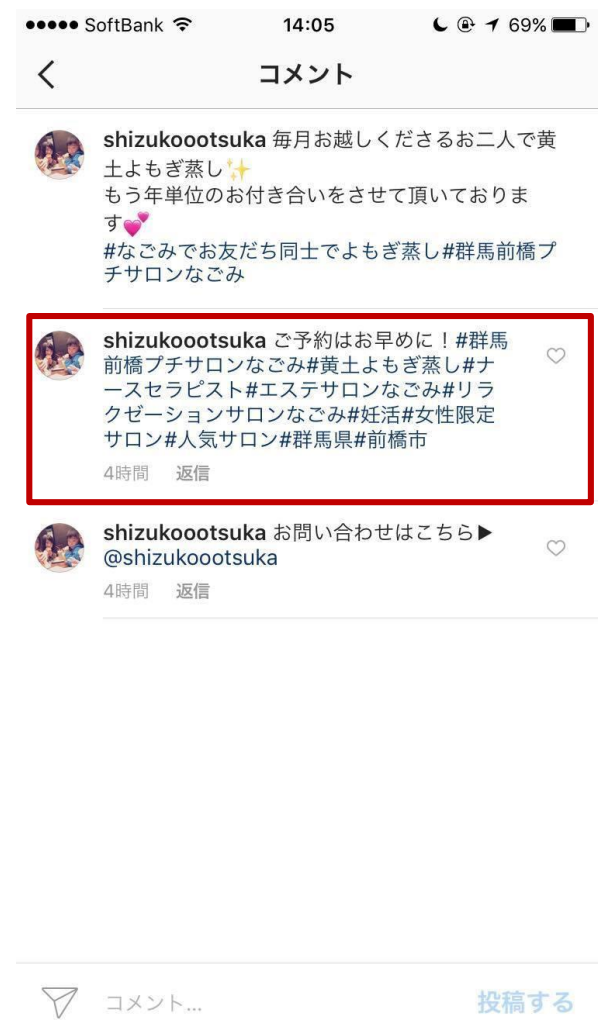 SoftBank 14:05 69%
コメント
shizukoootsuka 毎月お越しくださるお二人で黄
土よもぎ蒸し✨
もう年単位のお付き合いをさせて頂いておりま
す💕
#なごみでお友だち同士でよもぎ蒸し#群馬前橋プ
チサロンなごみ
shizukoootsuka ご予約はお早めに！#群馬
前橋プチサロンなごみ#黄土よもぎ蒸し#ナ
ースセラピスト#エステサロンなごみ#リラ
クゼーションサロンなごみ#妊活#女性限定
サロン#人気サロン#群馬県#前橋市
4時間 返信
shizukoootsuka お問い合わせはこちら▶
@shizukoootsuka
4時間 返信
コメント...
投稿する